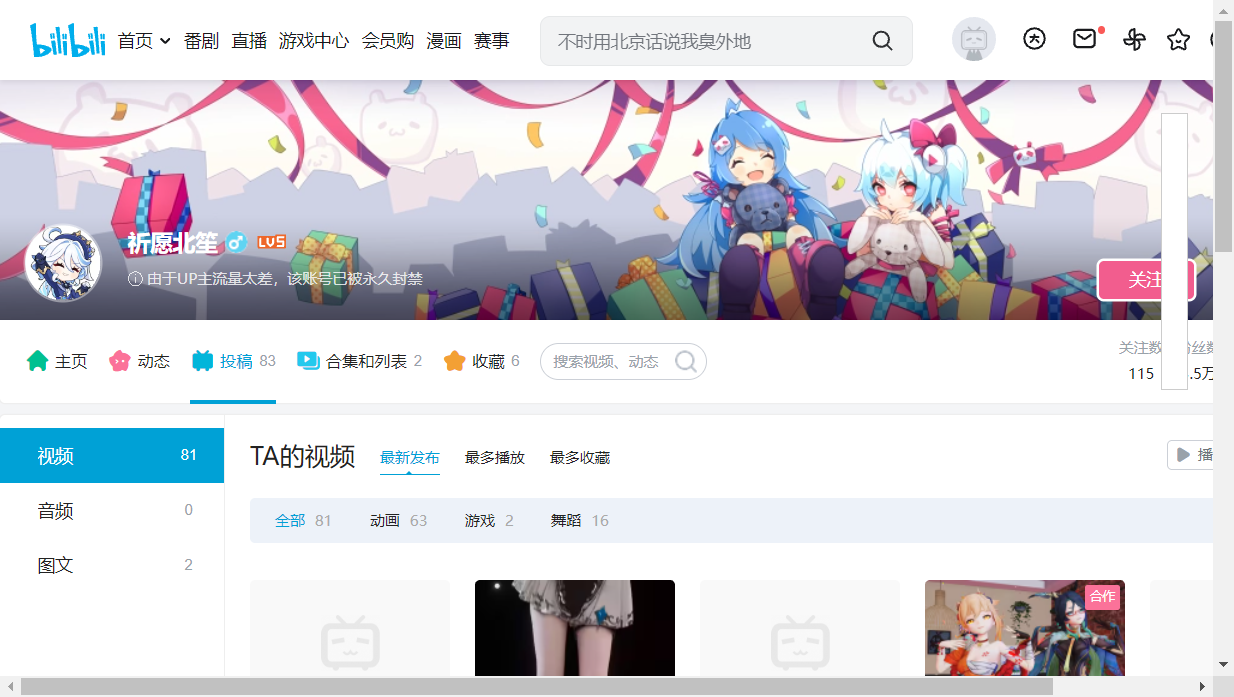 bilibili 首页 番剧 直播 游戏中心 会员购 漫画 赛事 不时用北京话说我臭外地
祈愿北笙 LV5
由于UP主流量太差，该账号已被永久封禁
关注
主页 动态 投稿 83 合集和列表 2 收藏 6 搜索视频、动态
关注数 丝数
115 .5万
视频 81
音频 0
图文 2
TA的视频 最新发布 最多播放 最多收藏 播
全部 81 动画 63 游戏 2 舞蹈 16
合作